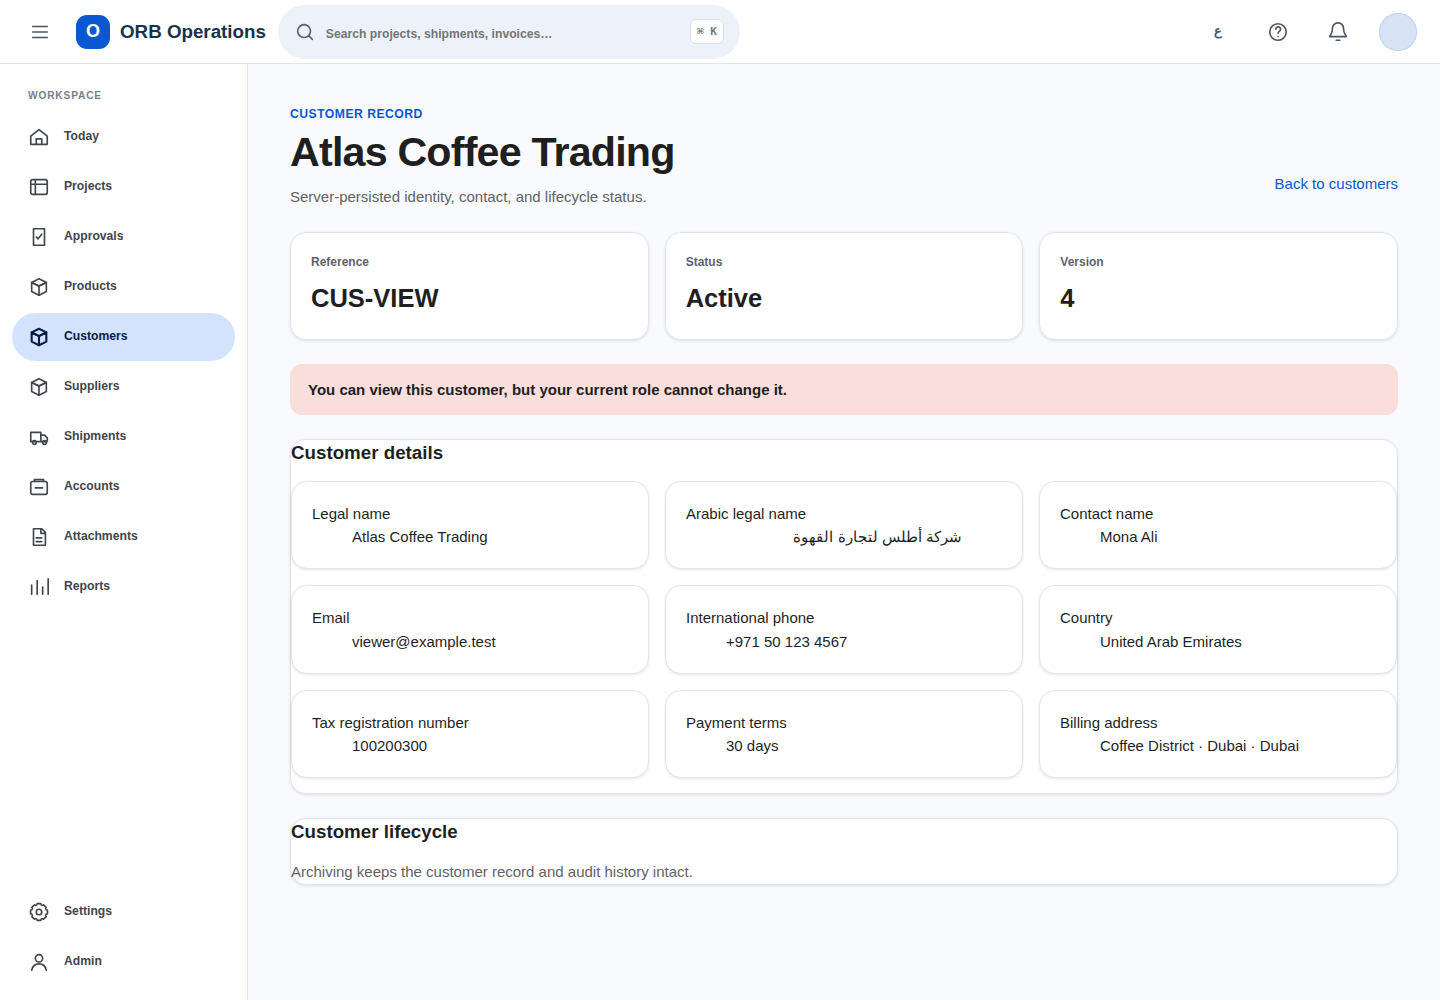 O ORB Operations
Search projects, shipments, invoices…
⌘ K
ع
WORKSPACE
Today
Projects
Approvals
Products
Customers
Suppliers
Shipments
Accounts
Attachments
Reports
Settings
Admin
CUSTOMER RECORD
Atlas Coffee Trading
Server-persisted identity, contact, and lifecycle status.
Back to customers
Reference
CUS-VIEW
Status
Active
Version
4
You can view this customer, but your current role cannot change it.
Customer details
Legal name
Atlas Coffee Trading
Arabic legal name
شركة أطلس لتجارة القهوة
Contact name
Mona Ali
Email
viewer@example.test
International phone
+971 50 123 4567
Country
United Arab Emirates
Tax registration number
100200300
Payment terms
30 days
Billing address
Coffee District · Dubai · Dubai
Customer lifecycle
Archiving keeps the customer record and audit history intact.